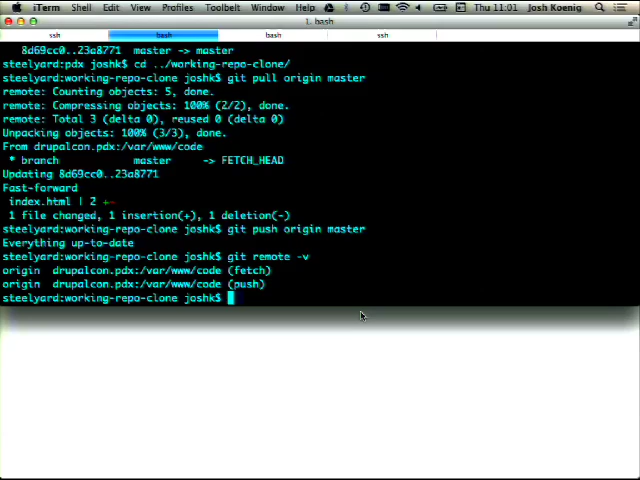 iTerm Shell Edit View Profiles Toolbelt Window Help Thu 11:01 Josh Koenig
1. bash
ssh bash bash ssh
8d69cc0..23a8771 master -> master
steelyard:pdx joshk$ cd ../working-repo-clone/
steelyard:working-repo-clone joshk$ git pull origin master
remote: Counting objects: 5, done.
remote: Compressing objects: 100% (2/2), done.
remote: Total 3 (delta 0), reused 0 (delta 0)
Unpacking objects: 100% (3/3), done.
From drupalcon.pdx:/var/www/code
* branch master -> FETCH_HEAD
Updating 8d69cc0..23a8771
Fast-forward
index.html | 2 +-
1 file changed, 1 insertion(+), 1 deletion(-)
steelyard:working-repo-clone joshk$ git push origin master
Everything up-to-date
steelyard:working-repo-clone joshk$ git remote -v
origin drupalcon.pdx:/var/www/code (fetch)
origin drupalcon.pdx:/var/www/code (push)
steelyard:working-repo-clone joshk$